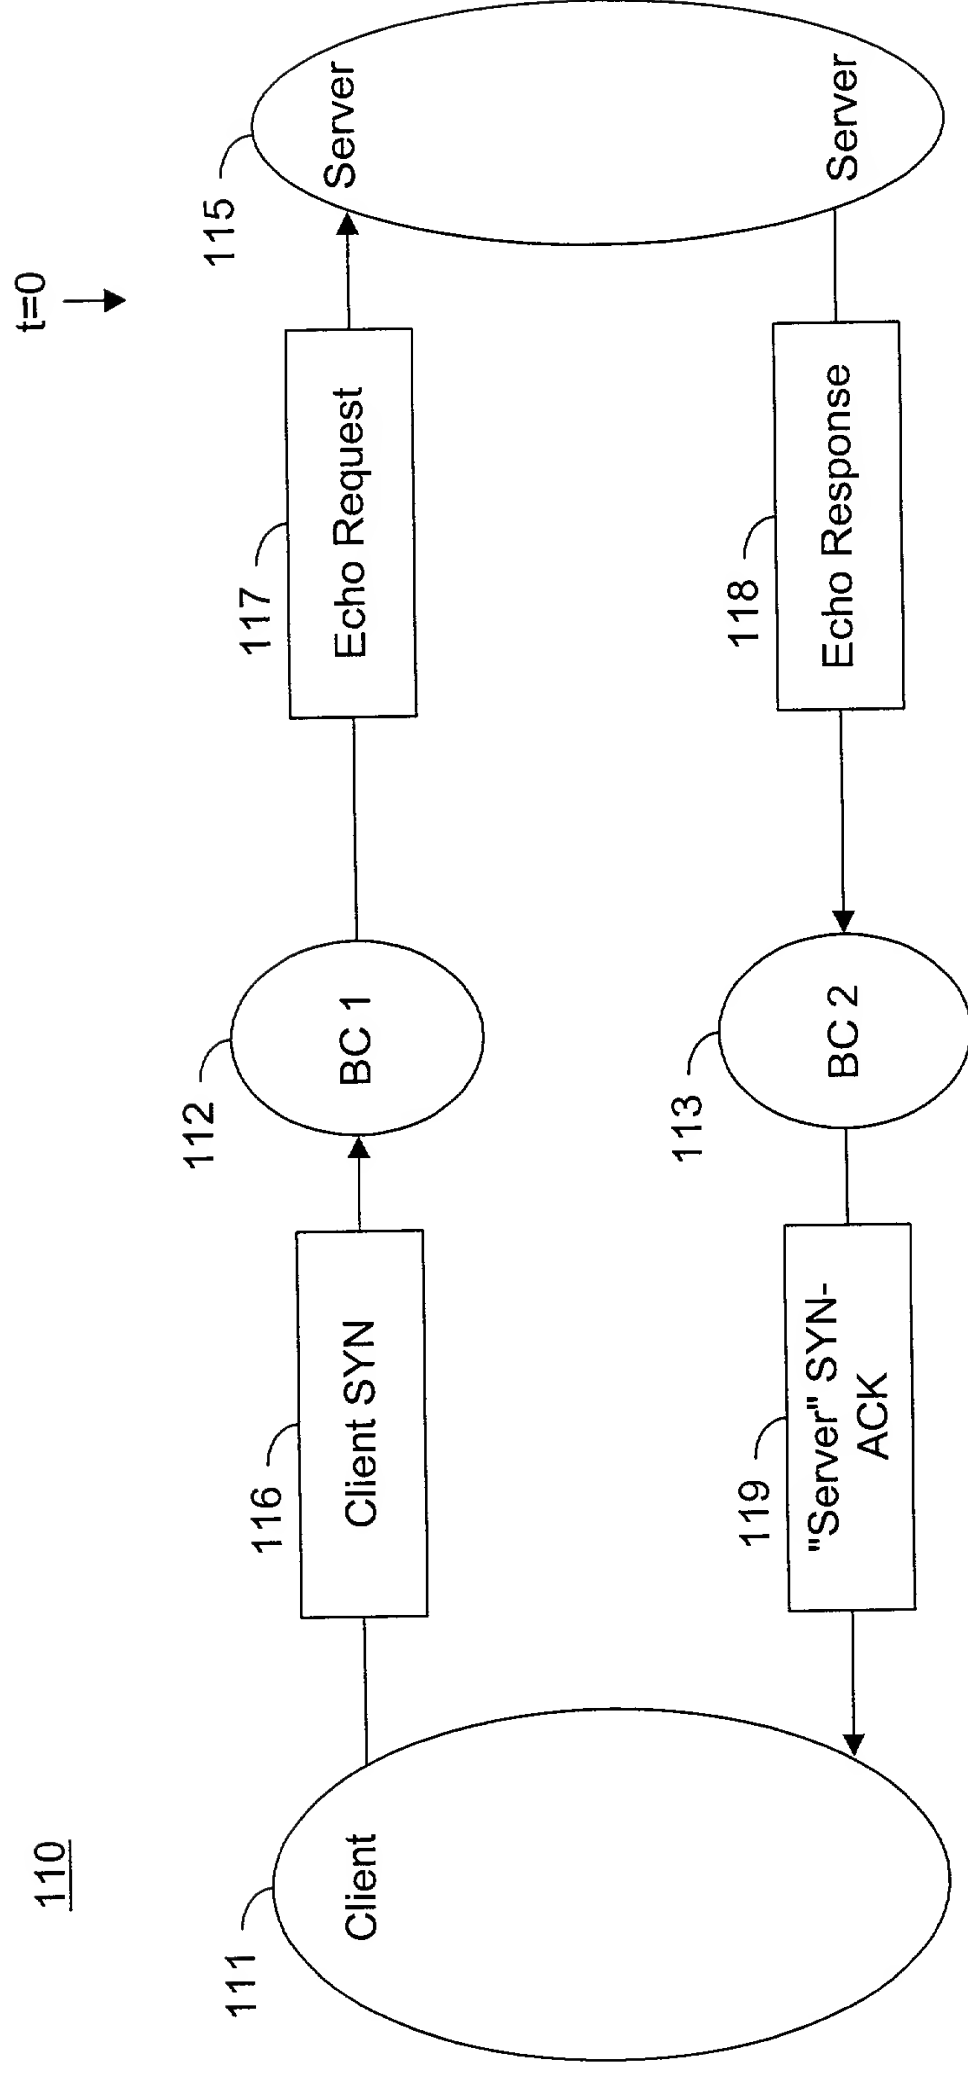 110
t=0
111
Client
116
Client SYN
112
BC 1
117
Echo Request
115
Server
119
"Server" SYN-
ACK
113
BC 2
118
Echo Response
Server